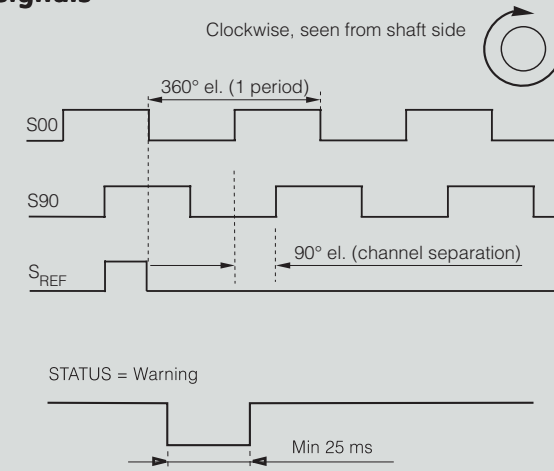 signals
Clockwise, seen from shaft side
360° el. (1 period)
S00
S90
90° el. (channel separation)
SREF
STATUS = Warning
Min 25 ms